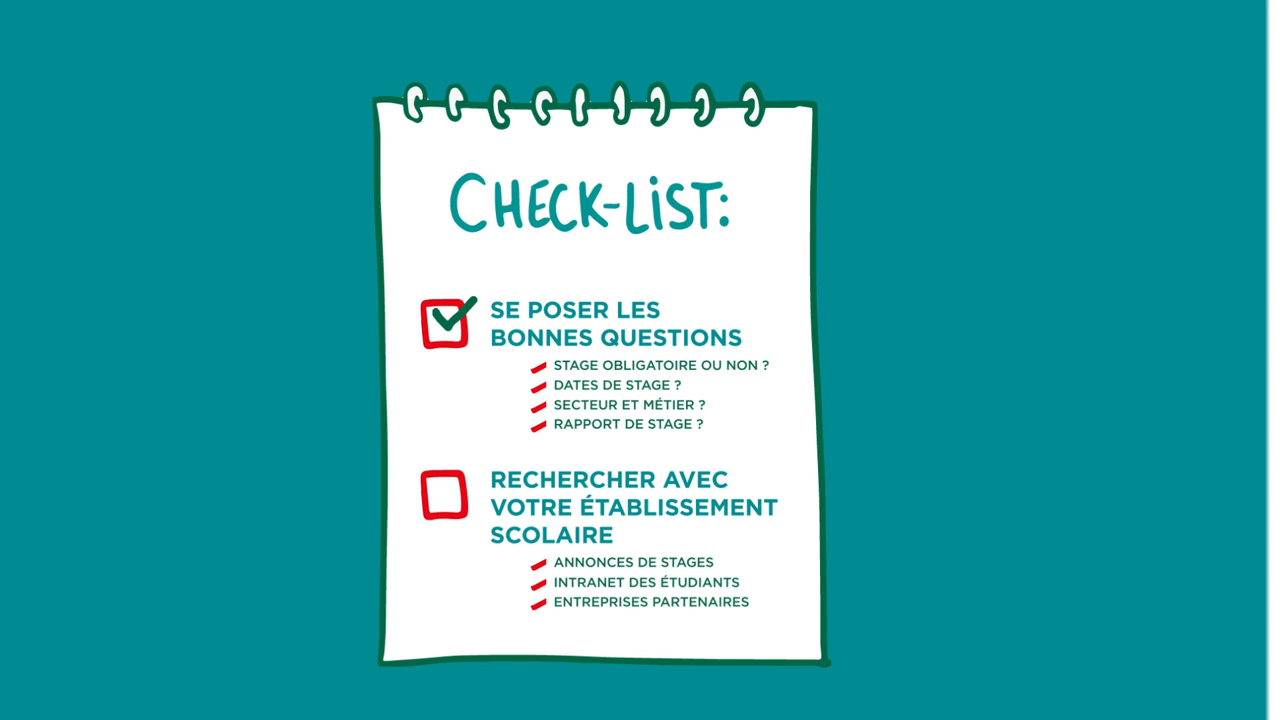 CHECK-LiST:
SE POSER LES
BONNES QUESTIONS
STAGE OBLIGATOIRE OU NON ?
DATES DE STAGE ?
SECTEUR ET MÉTIER ?
RAPPORT DE STAGE ?
RECHERCHER AVEC
VOTRE ÉTABLISSEMENT
SCOLAIRE
ANNONCES DE STAGES
INTRANET DES ÉTUDIANTS
ENTREPRISES PARTENAIRES